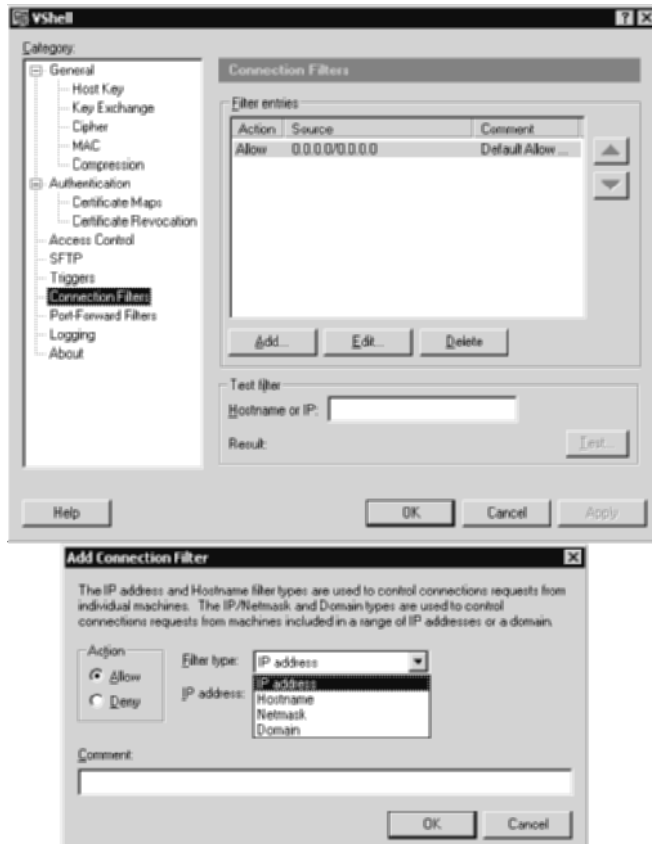 VShell
Category:
General
Host Key
Key Exchange
Cipher
MAC
Compression
Authentication
Certificate Maps
Certificate Revocation
Access Control
SFTP
Triggers
Connection Filters
Port-Forward Filters
Logging
About
Connection Filters
Filter entries
Action Source Comment
Allow 0.0.0.0/0.0.0.0 Default Allow ...
Add... Edit... Delete
Test filter
Hostname or IP:
Result: Test...
Help OK Cancel Apply
Add Connection Filter
The IP address and Hostname filter types are used to control connections requests from
individual machines. The IP/Netmask and Domain types are used to control
connections requests from machines included in a range of IP addresses or a domain.
Action
Allow
Deny
Filter type: IP address
IP address:
IP address
Hostname
Netmask
Domain
Comment:
OK Cancel